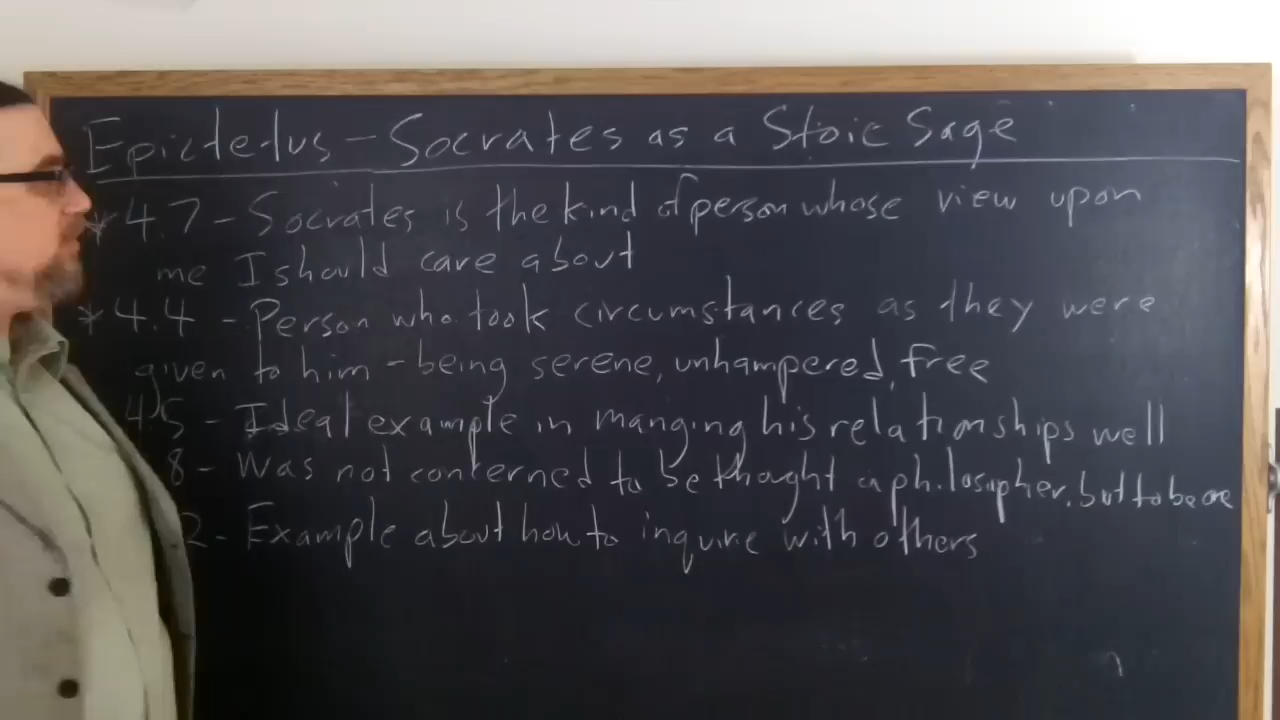 Epictetus - Socrates as a Stoic Sage
*4.7 - Socrates is the kind of person whose view upon
me I should care about
*4.4 - Person who took circumstances as they were
given to him - being serene, unhampered, free
4.5 - Ideal example in manging his relationships well
8 - Was not concerned to be thought a philosopher, but to be one
2 - Example about how to inquire with others